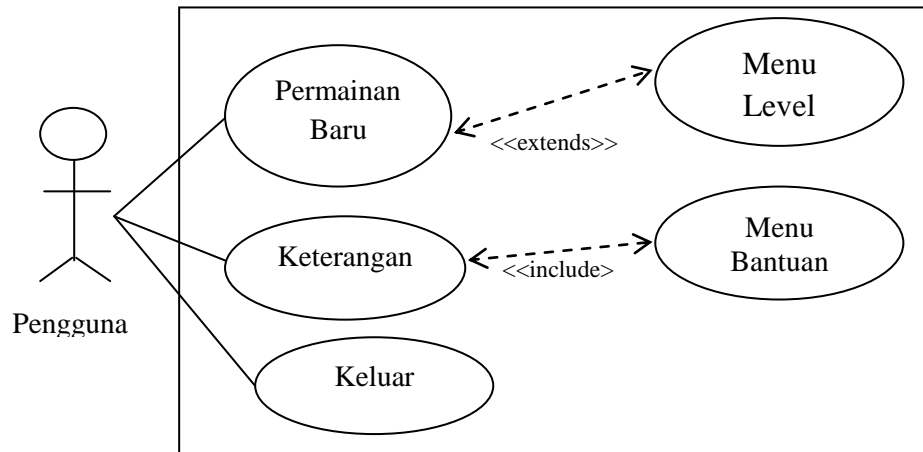 Permainan
Baru
Menu
Level
<<extends>>
Keterangan
Menu
Bantuan
<<include>
Pengguna
Keluar